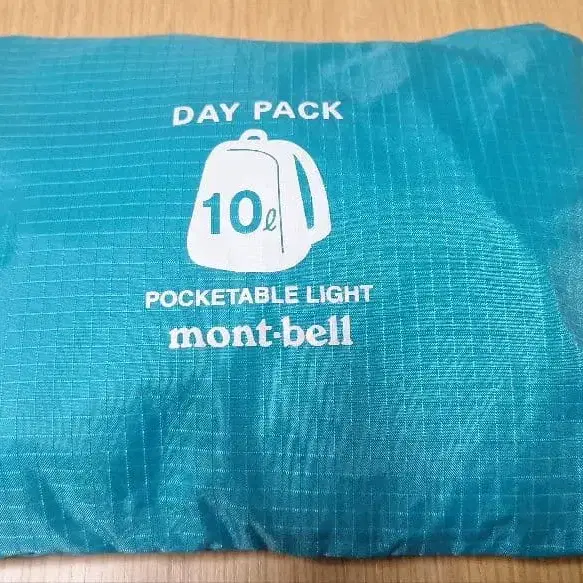 DAY PACK
10ℓ
POCKETABLE LIGHT
mont-bell